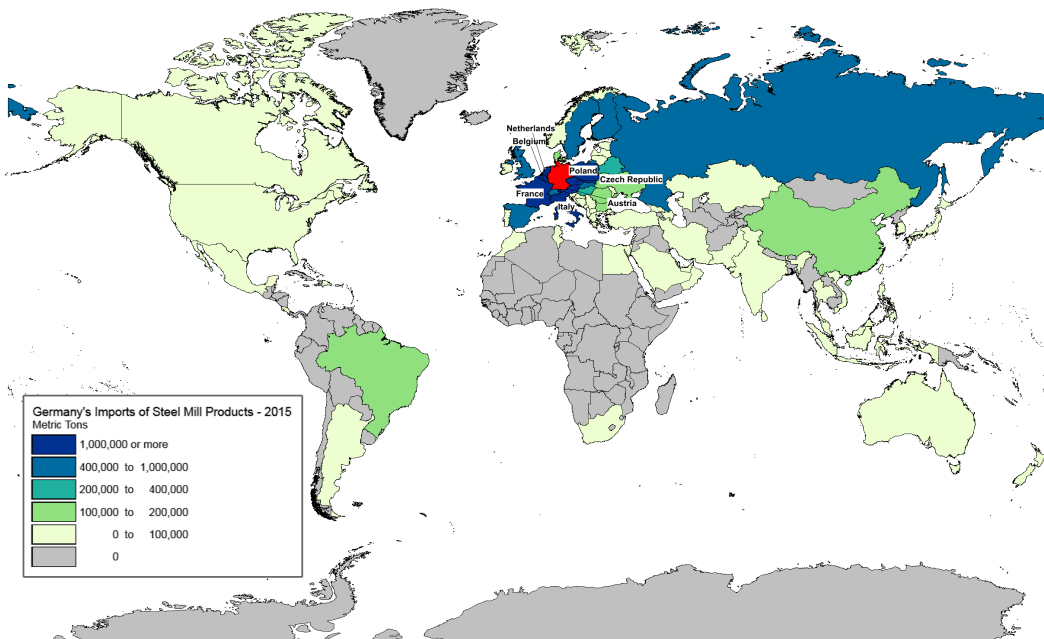 Netherlands
Belgium
Poland
Czech Republic
France
Austria
Italy
Germany's Imports of Steel Mill Products - 2015
Metric Tons
1,000,000 or more
400,000 to 1,000,000
200,000 to 400,000
100,000 to 200,000
0 to 100,000
0